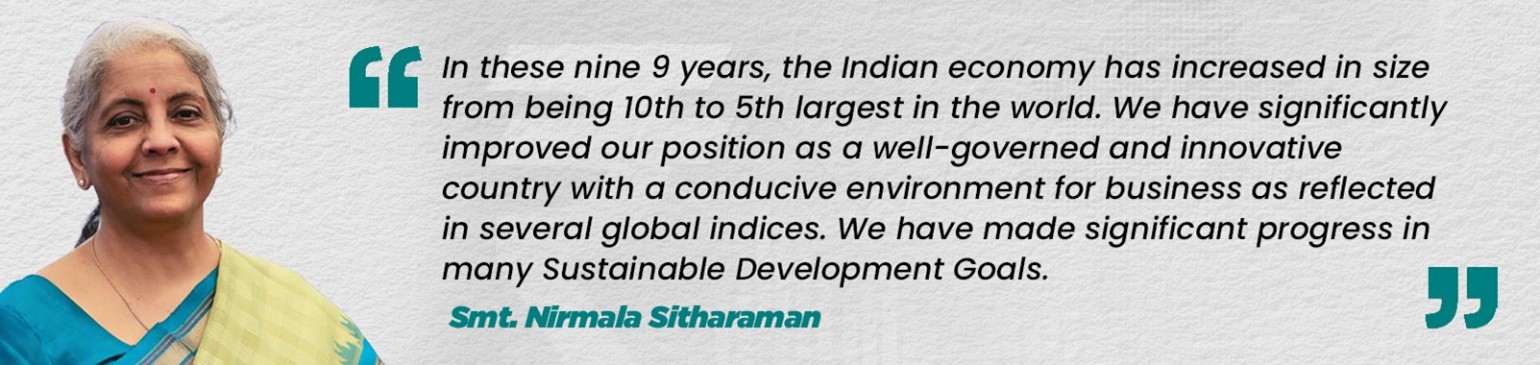 “
In these nine 9 years, the Indian economy has increased in size
from being 10th to 5th largest in the world. We have significantly
improved our position as a well-governed and innovative
country with a conducive environment for business as reflected
in several global indices. We have made significant progress in
many Sustainable Development Goals.
”
Smt. Nirmala Sitharaman